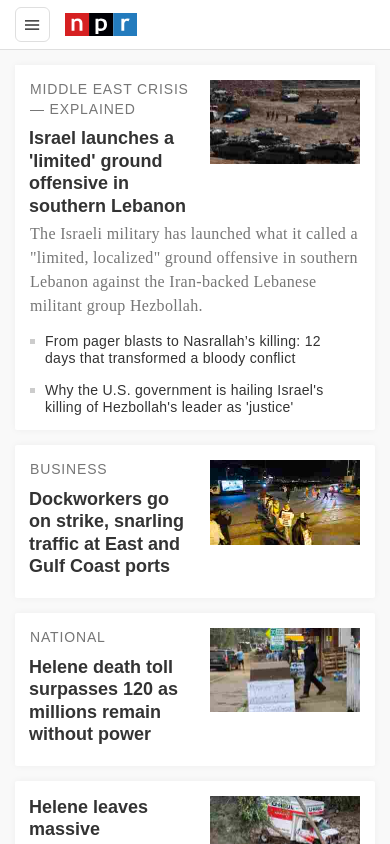 npr
MIDDLE EAST CRISIS
— EXPLAINED
Israel launches a
'limited' ground
offensive in
southern Lebanon
The Israeli military has launched what it called a
"limited, localized" ground offensive in southern
Lebanon against the Iran-backed Lebanese
militant group Hezbollah.
From pager blasts to Nasrallah's killing: 12
days that transformed a bloody conflict
Why the U.S. government is hailing Israel's
killing of Hezbollah's leader as 'justice'
BUSINESS
Dockworkers go
on strike, snarling
traffic at East and
Gulf Coast ports
NATIONAL
Helene death toll
surpasses 120 as
millions remain
without power
Helene leaves
massive
U-HAUL